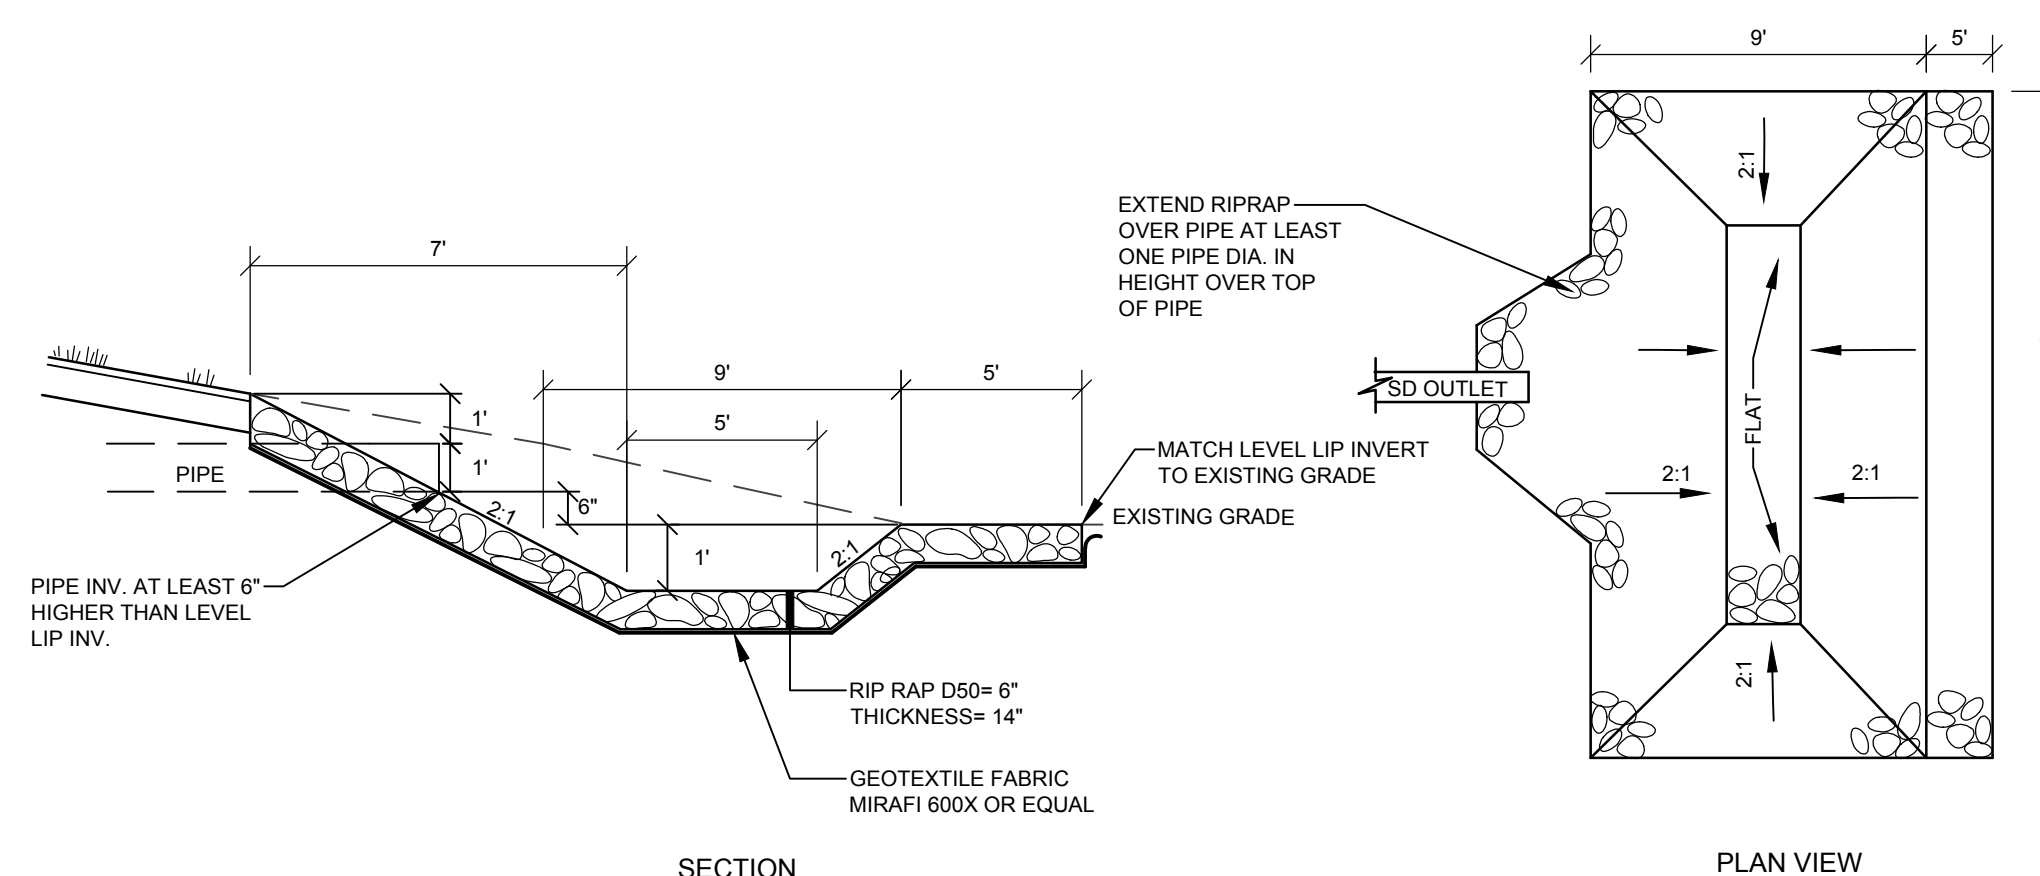 7'
9'
5'
5'
1'
1'
6"
1'
2:1
2:1
PIPE
MATCH LEVEL LIP INVERT
TO EXISTING GRADE
EXISTING GRADE
PIPE INV. AT LEAST 6"
HIGHER THAN LEVEL
LIP INV.
RIP RAP D50= 6"
THICKNESS= 14"
GEOTEXTILE FABRIC
MIRAFI 600X OR EQUAL
SECTION
9'
5'
EXTEND RIPRAP
OVER PIPE AT LEAST
ONE PIPE DIA. IN
HEIGHT OVER TOP
OF PIPE
2:1
SD OUTLET
FLAT
2:1
2:1
2:1
PLAN VIEW